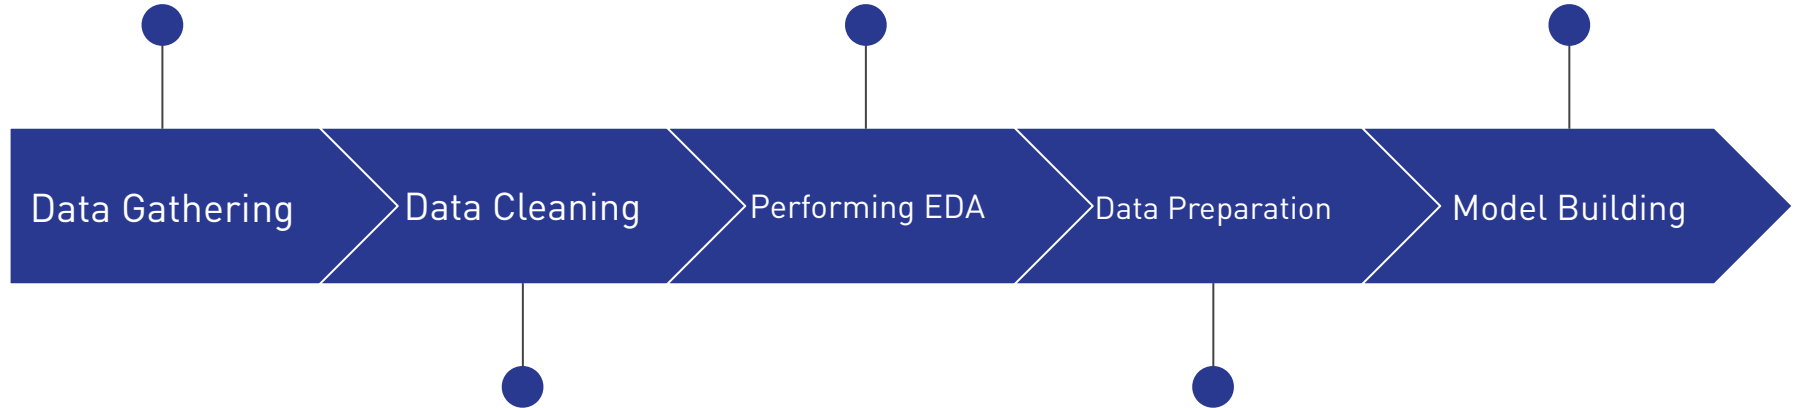 Data Gathering
Data Cleaning
Performing EDA
Data Preparation
Model Building